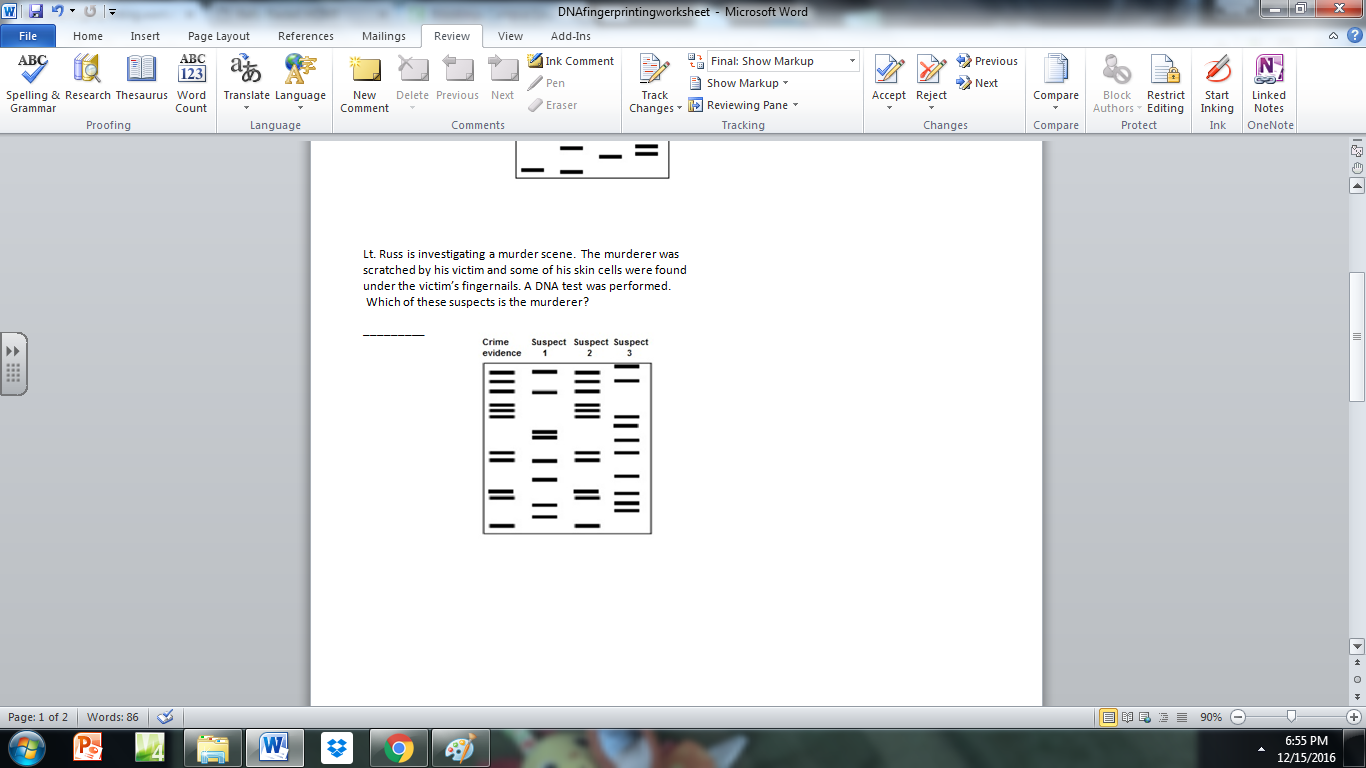 DNAfingerprintingworksheet - Microsoft Word
File Home Insert Page Layout References Mailings Review View Add-Ins
ABC Spelling & Grammar
Research
Thesaurus
ABC 123 Word Count
Proofing
Translate
Language
Language
New Comment
Delete
Previous
Next
Ink Comment
Pen
Eraser
Comments
Track Changes
Final: Show Markup
Show Markup
Reviewing Pane
Tracking
Accept
Reject
Previous
Next
Changes
Compare
Compare
Block Authors
Restrict Editing
Protect
Start Inking
Ink
Linked Notes
OneNote
Lt. Russ is investigating a murder scene. The murderer was
scratched by his victim and some of his skin cells were found
under the victim’s fingernails. A DNA test was performed.
Which of these suspects is the murderer?
_________
Crime Suspect Suspect Suspect
evidence 1 2 3
Page: 1 of 2 Words: 86 90%
6:55 PM
12/15/2016